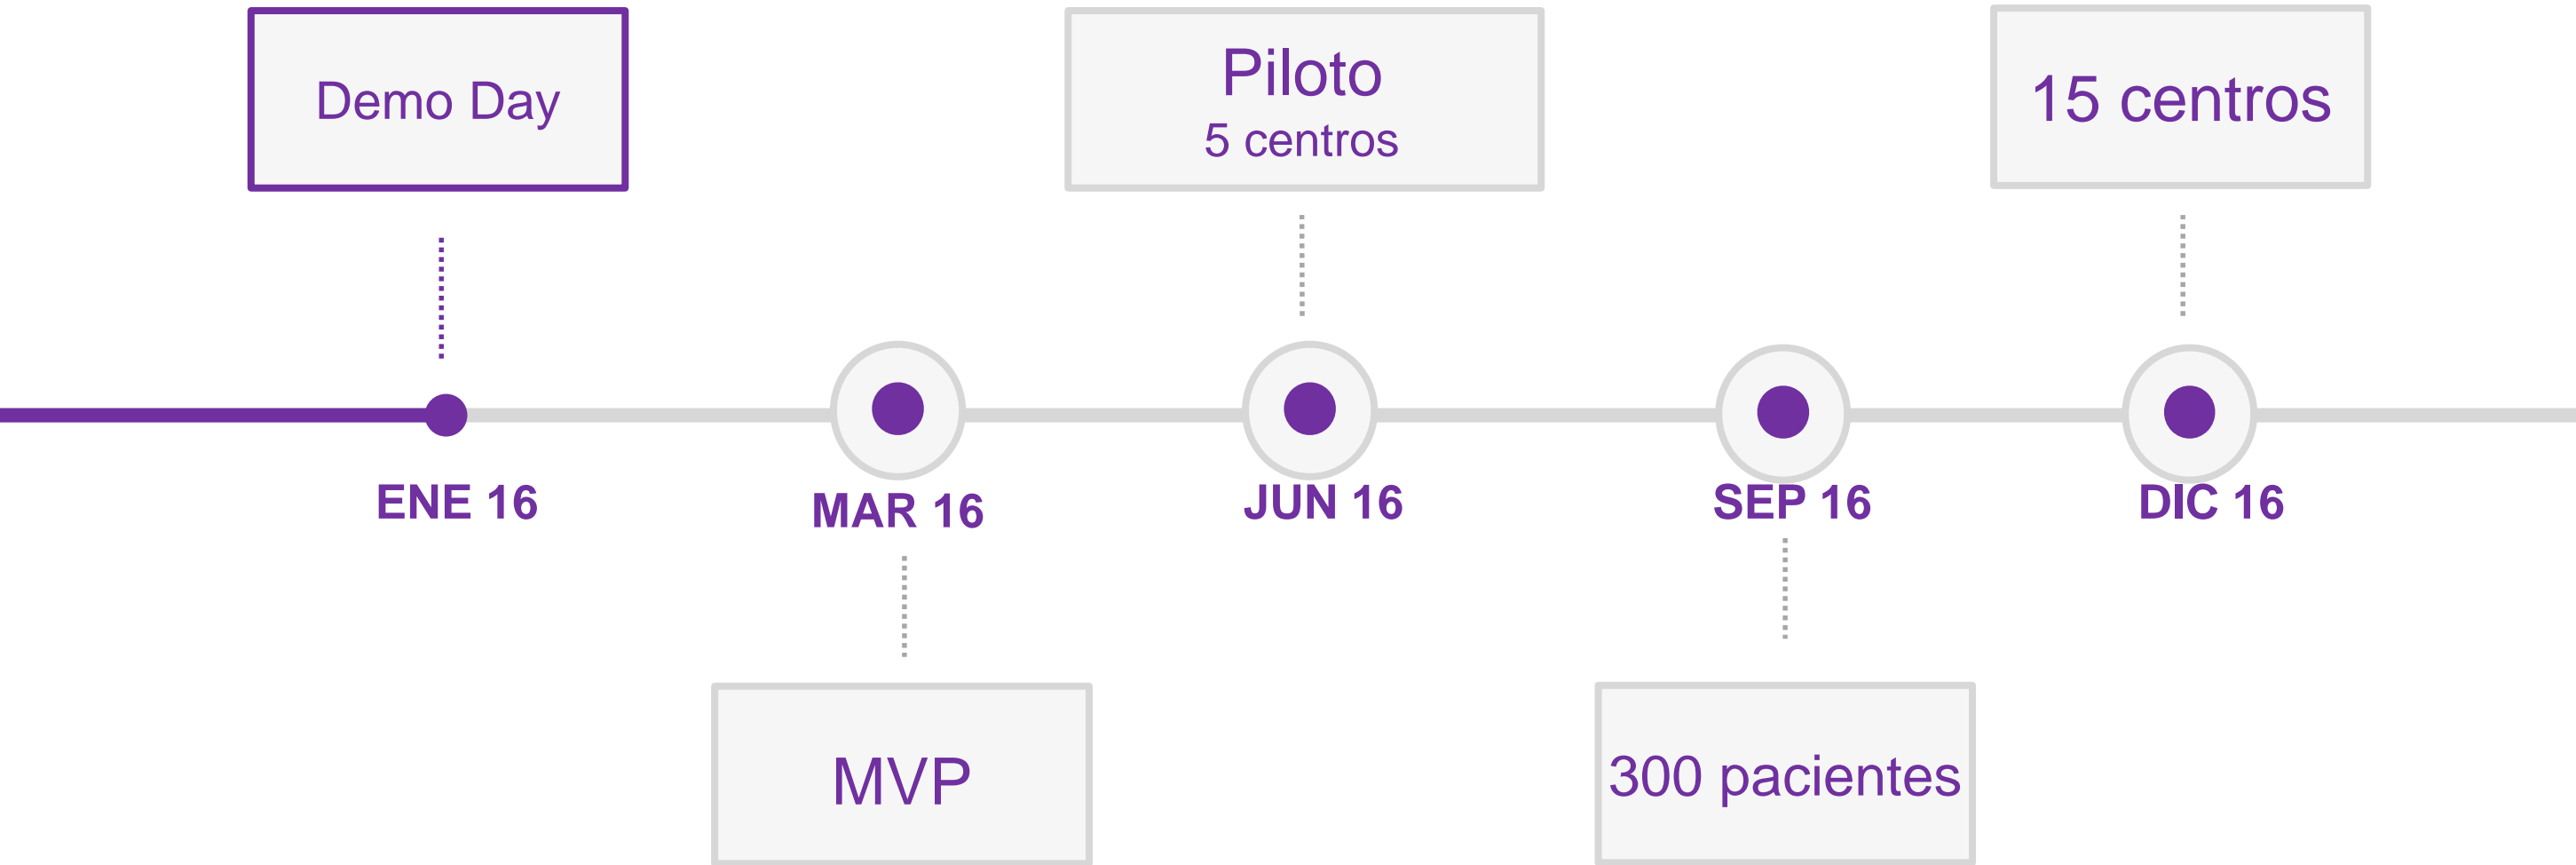 Demo Day
Piloto
5 centros
15 centros
ENE 16
MAR 16
JUN 16
SEP 16
DIC 16
MVP
300 pacientes